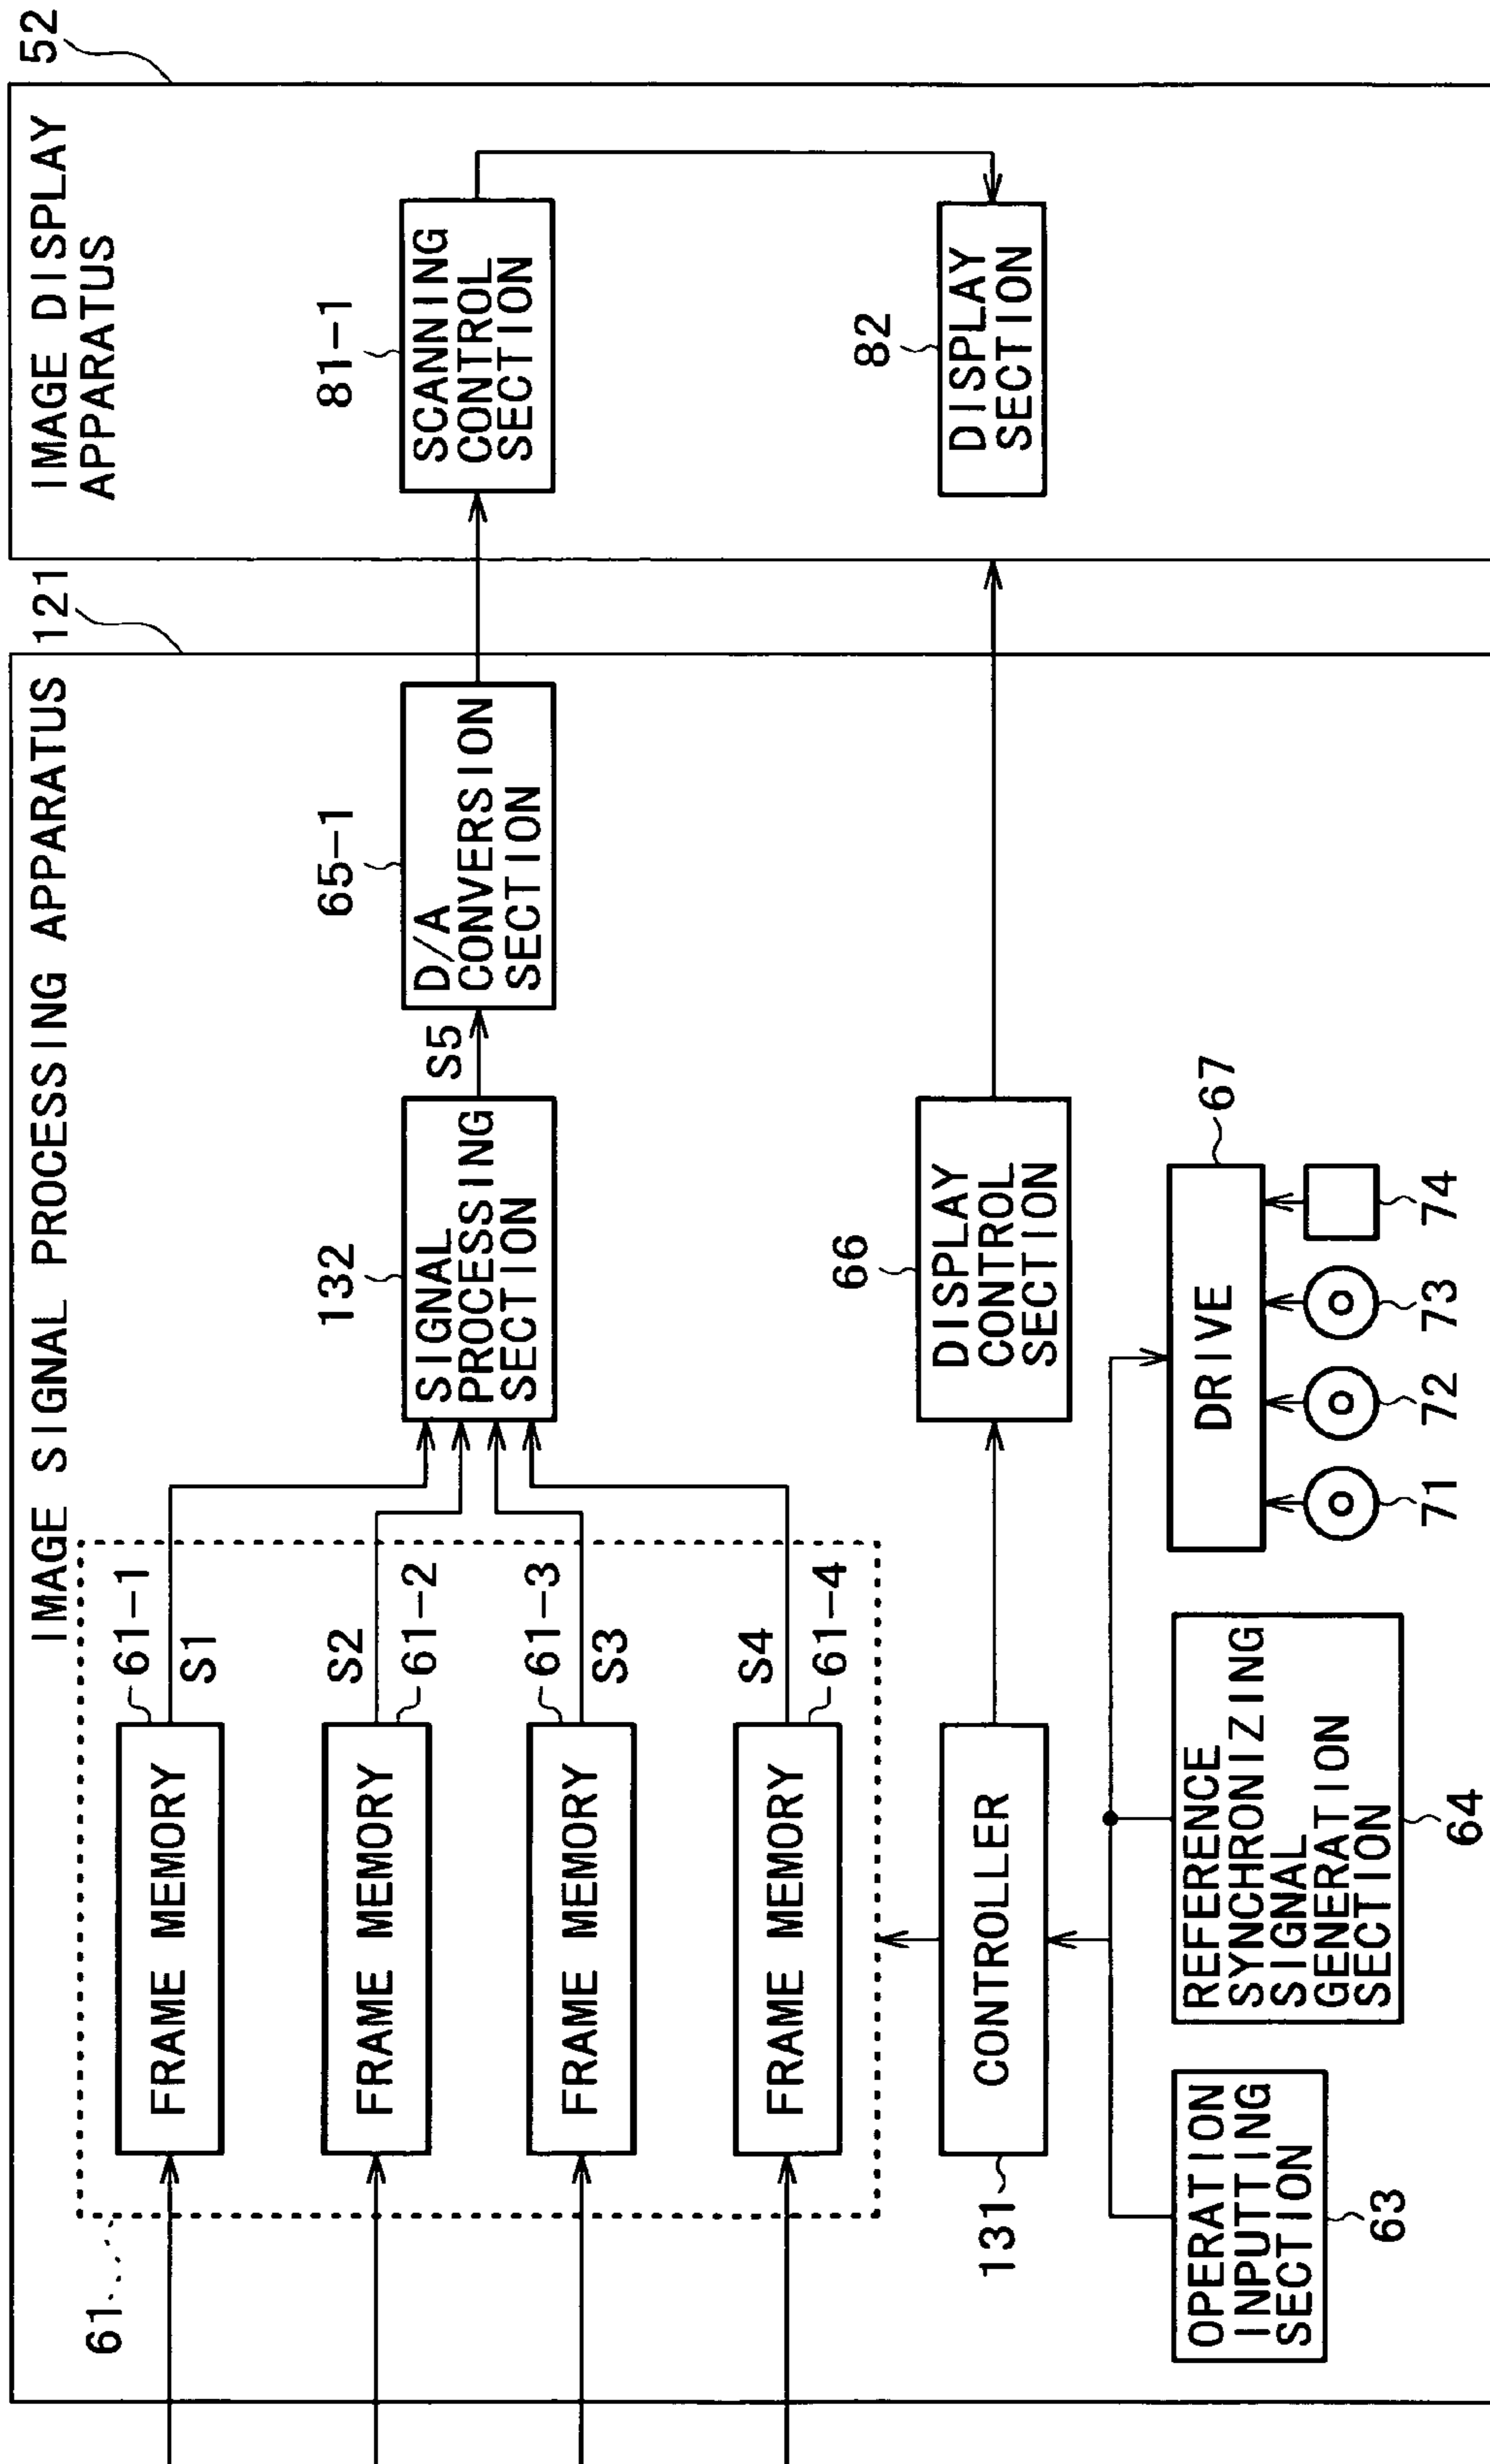 IMAGE SIGNAL PROCESSING APPARATUS
121
IMAGE DISPLAY
APPARATUS
52
61
61-1
S1
FRAME MEMORY
S2
61-2
FRAME MEMORY
61-3
S3
FRAME MEMORY
S4
61-4
FRAME MEMORY
132
SIGNAL
PROCESSING
SECTION
S5
65-1
D/A
CONVERSION
SECTION
81-1
SCANNING
CONTROL
SECTION
131
CONTROLLER
66
DISPLAY
CONTROL
SECTION
82
DISPLAY
SECTION
OPERATION
INPUTTING
SECTION
63
REFERENCE
SYNCHRONIZING
SIGNAL
GENERATION
SECTION
64
DRIVE
67
71
72
73
74